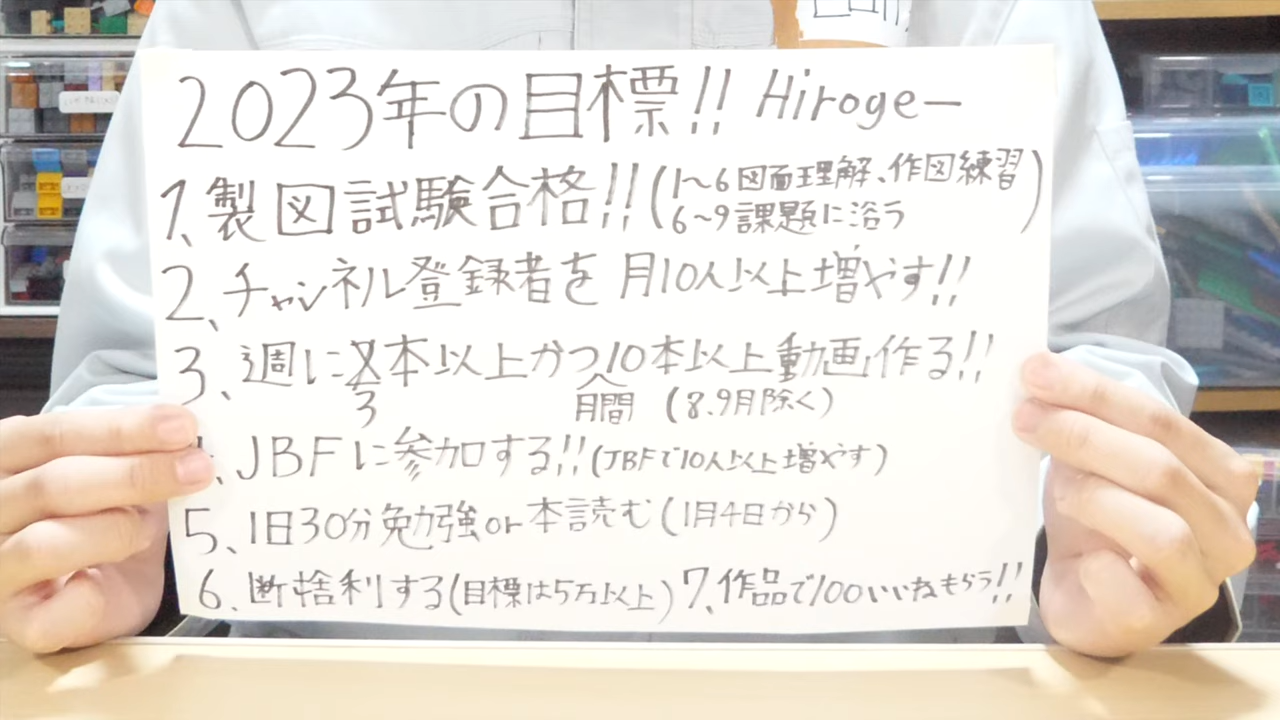 2023年の目標!! Hirogeー
1、製図試験合格!!(1～6図面理解、作図練習
6～9課題に沿う)
2、チャンネル登録者を月10人以上増やす!!
3、週に3本以上かつ月間10本以上動画作る!!
(8.9月除く)
、JBFに参加する!!(JBFで10人以上増やす)
5、1日30分勉強or本読む(1月4日から)
6、断捨利する(目標は5万以上) 7、作品で100いいねもらう!!